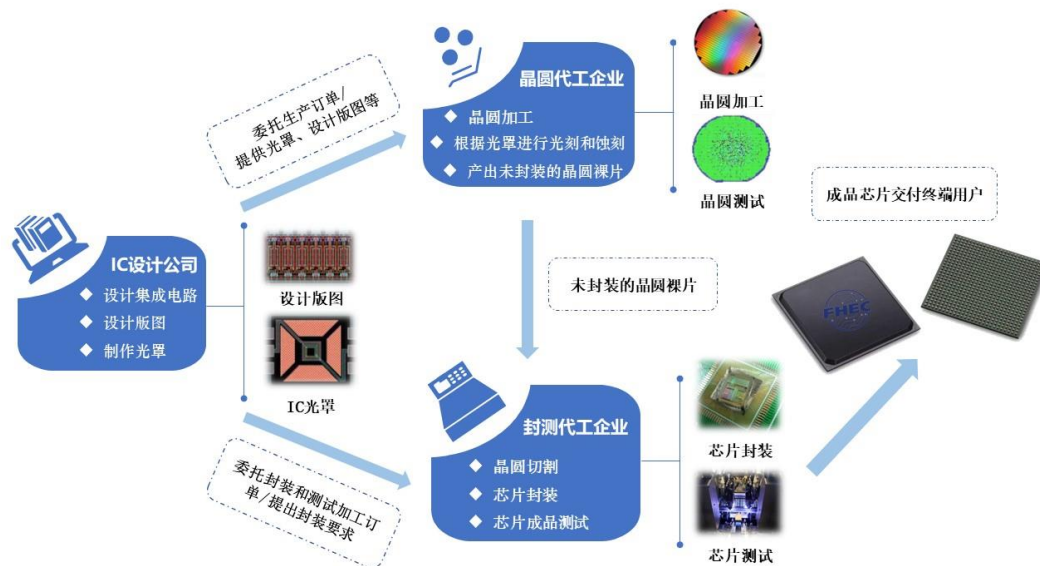 委托生产订单/
提供光罩、设计版图等
晶圆代工企业
◆ 晶圆加工
◆ 根据光罩进行光刻和蚀刻
◆ 产出未封装的晶圆裸片
晶圆加工
晶圆测试
成品芯片交付终端用户
FHEC
IC设计公司
◆ 设计集成电路
◆ 设计版图
◆ 制作光罩
设计版图
IC光罩
未封装的晶圆裸片
委托封装和测试加工订
单/提出封装要求
封测代工企业
◆ 晶圆切割
◆ 芯片封装
◆ 芯片成品测试
芯片封装
芯片测试